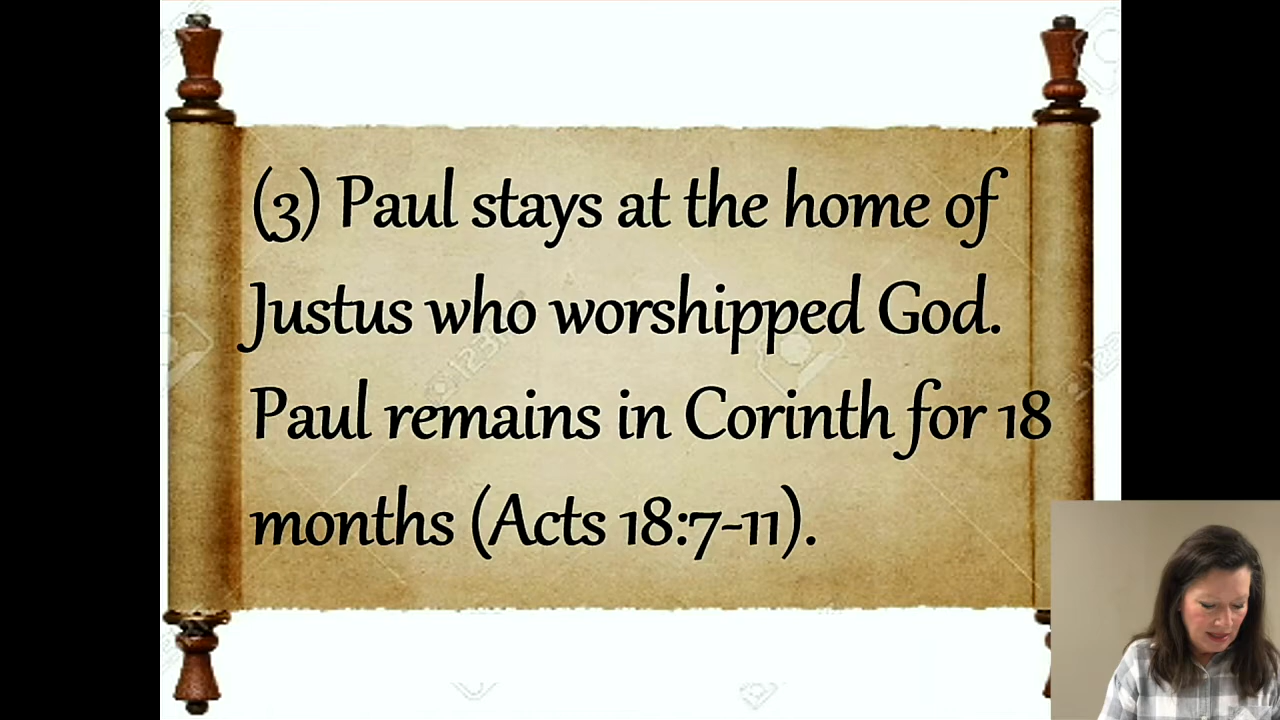 (3) Paul stays at the home of
Justus who worshipped God.
Paul remains in Corinth for 18
months (Acts 18:7-11).